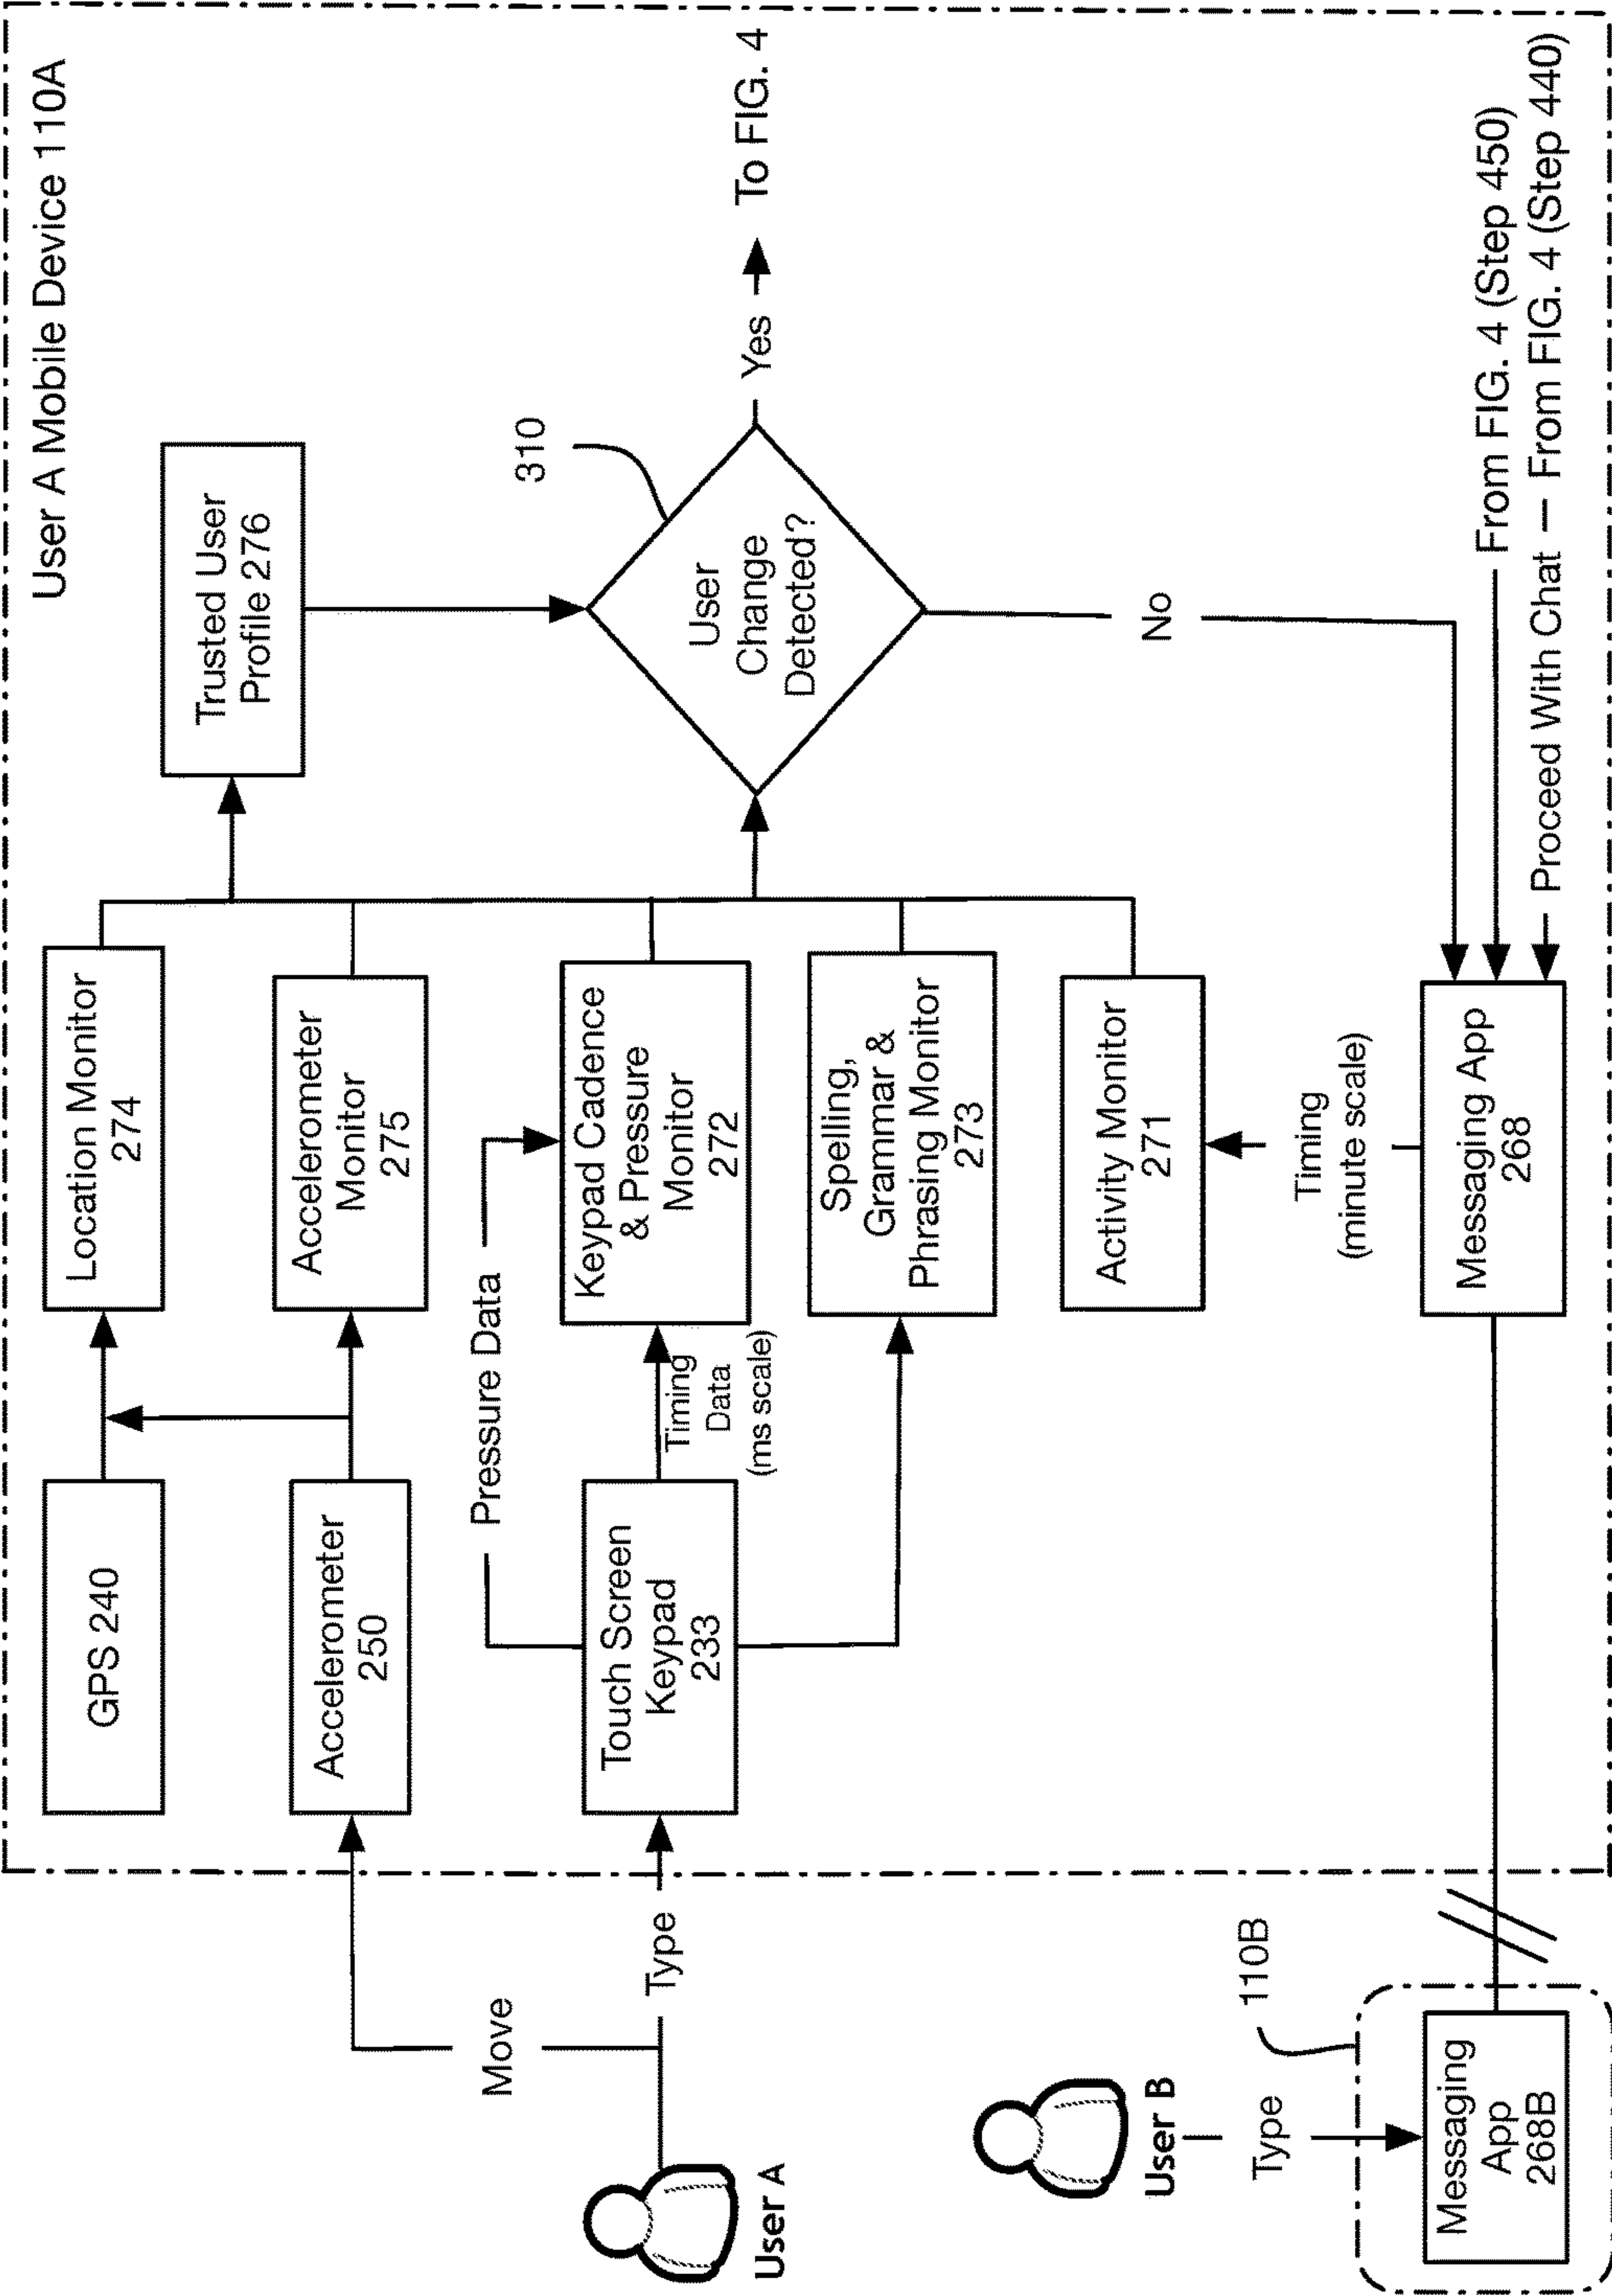 User A Mobile Device 110A
GPS 240
Location Monitor
274
Trusted User
Profile 276
Move
Accelerometer
250
Accelerometer
Monitor
275
Pressure Data
310
User A
Type
Touch Screen
Keypad
233
Timing
Data
(ms scale)
Keypad Cadence
& Pressure
Monitor
272
User
Change
Detected?
Yes
To FIG. 4
Spelling,
Grammar &
Phrasing Monitor
273
Activity Monitor
271
No
User B
Type
110B
Timing
(minute scale)
Messaging
App
268B
Messaging App
268
From FIG. 4 (Step 450)
Proceed With Chat — From FIG. 4 (Step 440)